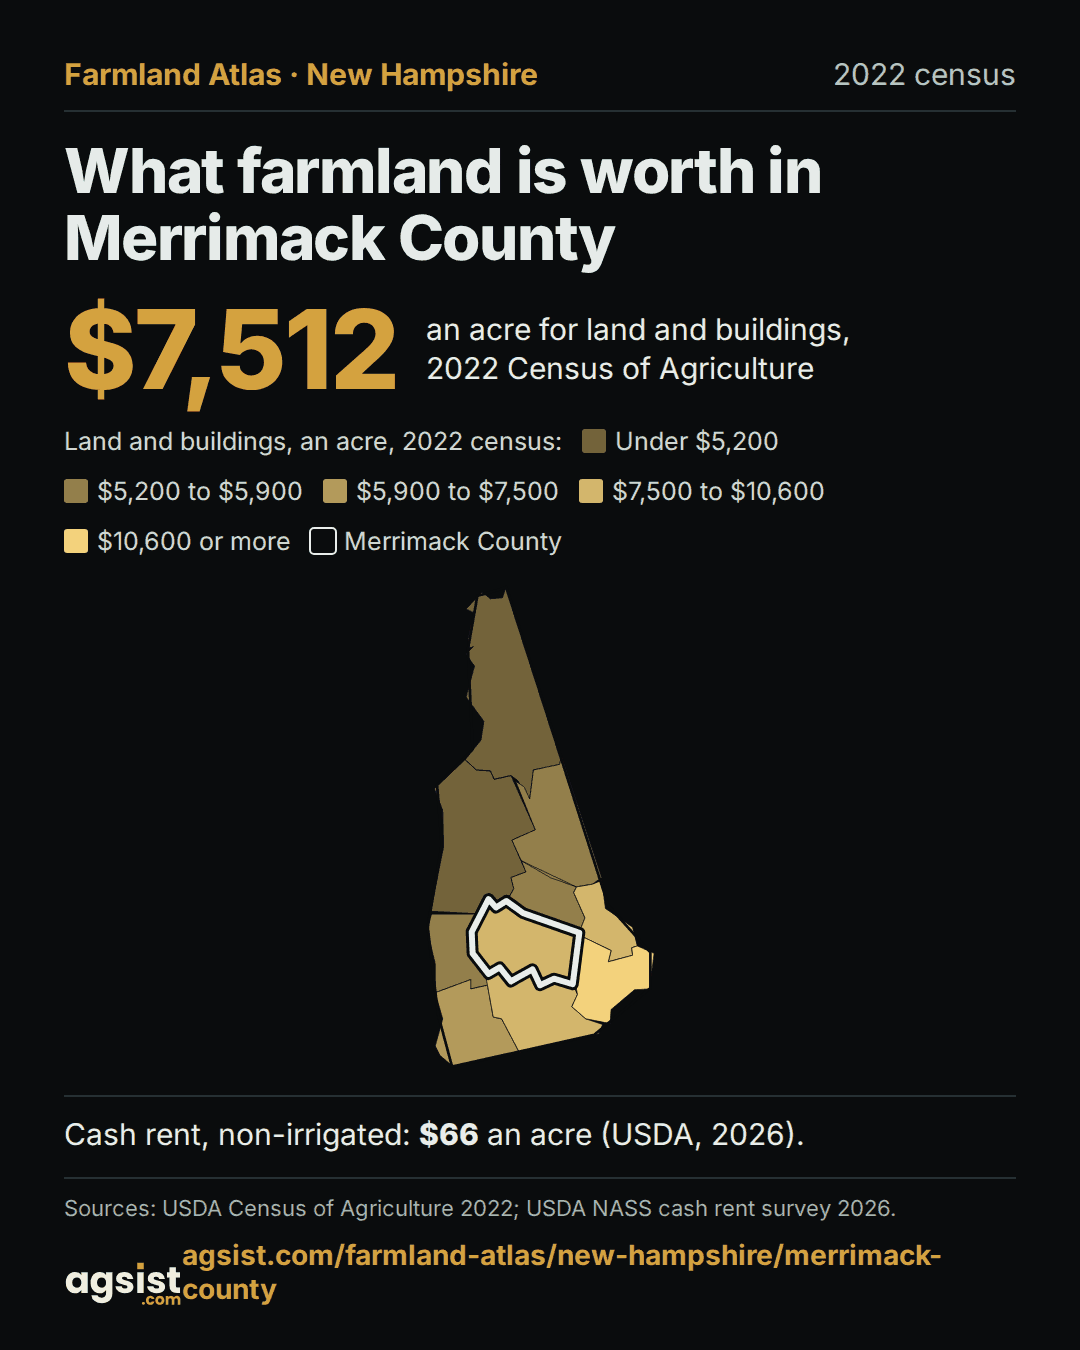 Farmland Atlas · New Hampshire
2022 census
What farmland is worth in
Merrimack County
$7,512
an acre for land and buildings,
2022 Census of Agriculture
Land and buildings, an acre, 2022 census: Under $5,200
$5,200 to $5,900 $5,900 to $7,500 $7,500 to $10,600
$10,600 or more Merrimack County
Cash rent, non-irrigated: $66 an acre (USDA, 2026).
Sources: USDA Census of Agriculture 2022; USDA NASS cash rent survey 2026.
agsist
.com
agsist.com/farmland-atlas/new-hampshire/merrimack-
county